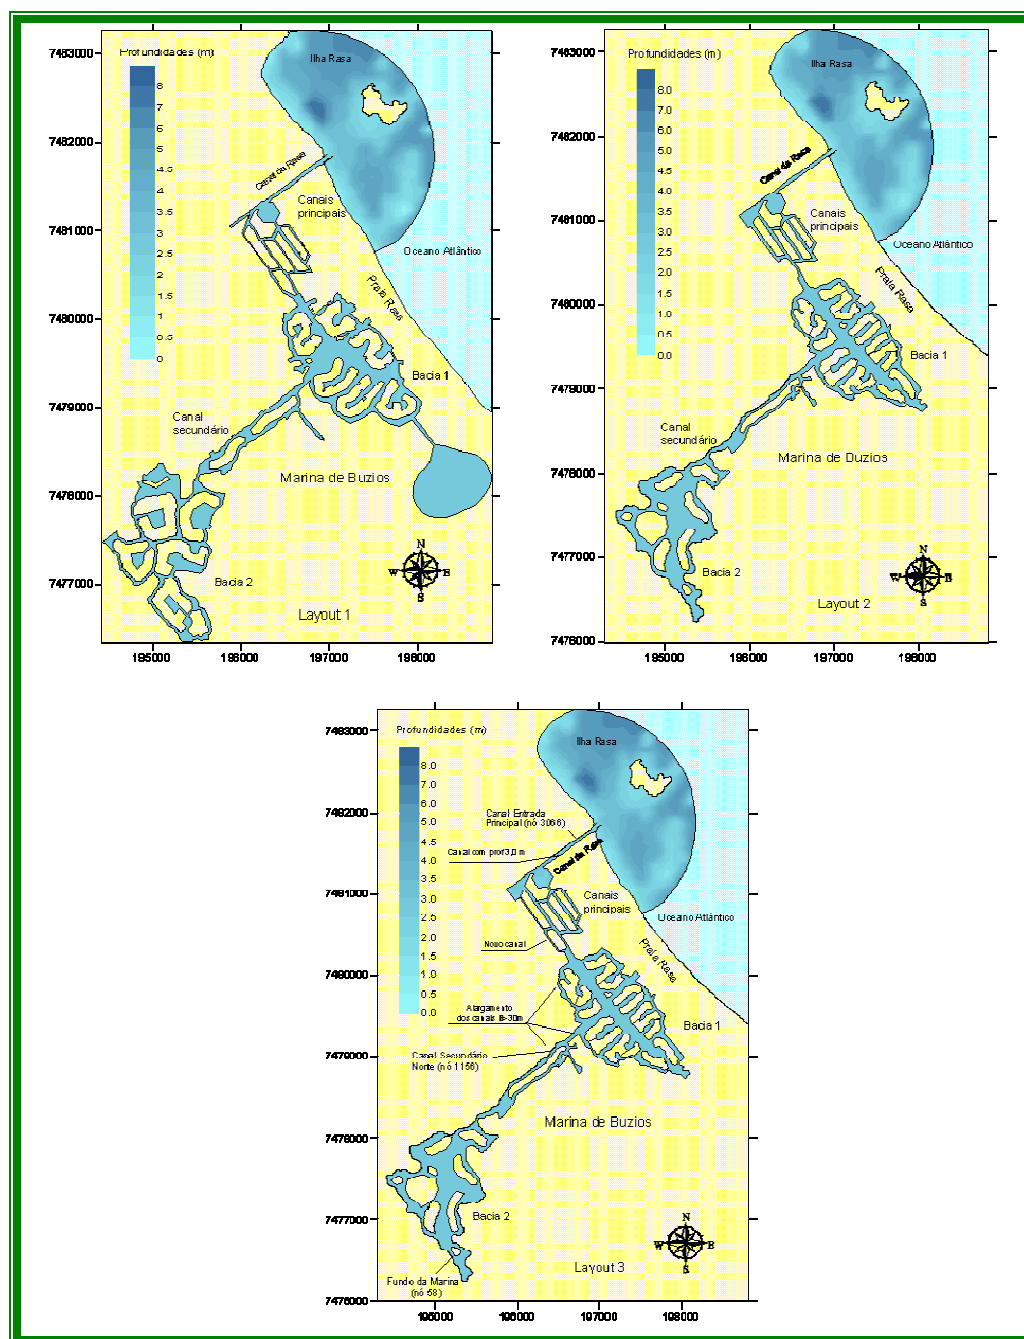 Profundidades (m)
8
7
6
5
4.5
4
3.5
3
2.5
2
1.5
1
0.5
0
7483000
7482000
7481000
7480000
7479000
7478000
7477000
195000
196000
197000
198000
Ilha Rasa
Canal da Rasa
Canais
principais
Oceano Atlântico
Praia Rasa
Bacia 1
Canal
secundário
Marina de Buzios
Bacia 2
N
W
E
S
Layout 1
Profundidades (m)
8.0
7.0
6.0
5.0
4.5
4.0
3.5
3.0
2.5
2.0
1.5
1.0
0.5
0.0
7483000
7482000
7481000
7480000
7479000
7478000
7477000
7476000
195000
196000
197000
198000
Ilha Rasa
Canal da Rasa
Canais
principais
Oceano Atlântico
Praia Rasa
Bacia 1
Canal
secundário
Marina de Buzios
Bacia 2
N
W
E
S
Layout 2
Profundidades (m)
8.0
7.0
6.0
5.0
4.5
4.0
3.5
3.0
2.5
2.0
1.5
1.0
0.5
0.0
7483000
7482000
7481000
7480000
7479000
7478000
7477000
7476000
195000
196000
197000
198000
Ilha Rasa
Canal Entrada
Principal (nó 3066)
Canal com prof 3,0 m
Canal da Rasa
Canais
principais
Oceano Atlântico
Novo canal
Praia Rasa
Alargamento
dos canais B>30m
Bacia 1
Canal Secundário
Norte (nó 1156)
Marina de Buzios
Bacia 2
Fundo da Marina
(nó 58)
N
W
E
S
Layout 3